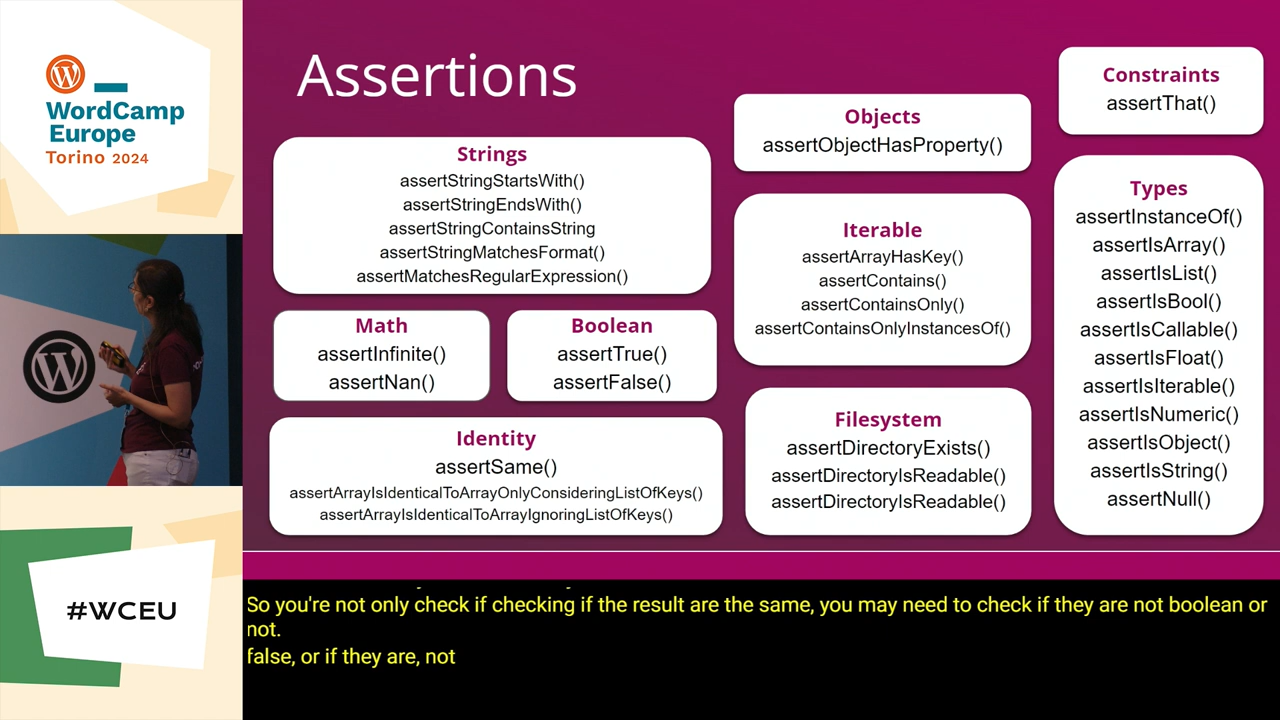 WordCamp
Europe
Torino 2024
#WCEU
Assertions
Strings
assertStringStartsWith()
assertStringEndsWith()
assertStringContainsString
assertStringMatchesFormat()
assertMatchesRegularExpression()
Math
assertInfinite()
assertNan()
Boolean
assertTrue()
assertFalse()
Identity
assertSame()
assertArrayIsIdenticalToArrayOnlyConsideringListOfKeys()
assertArrayIsIdenticalToArrayIgnoringListOfKeys()
Objects
assertObjectHasProperty()
Iterable
assertArrayHasKey()
assertContains()
assertContainsOnly()
assertContainsOnlyInstancesOf()
Filesystem
assertDirectoryExists()
assertDirectoryIsReadable()
assertDirectoryIsReadable()
Constraints
assertThat()
Types
assertInstanceOf()
assertIsArray()
assertIsList()
assertIsBool()
assertIsCallable()
assertIsFloat()
assertIsIterable()
assertIsNumeric()
assertIsObject()
assertIsString()
assertNull()
So you're not only check if checking if the result are the same, you may need to check if they are not boolean or
not.
false, or if they are, not